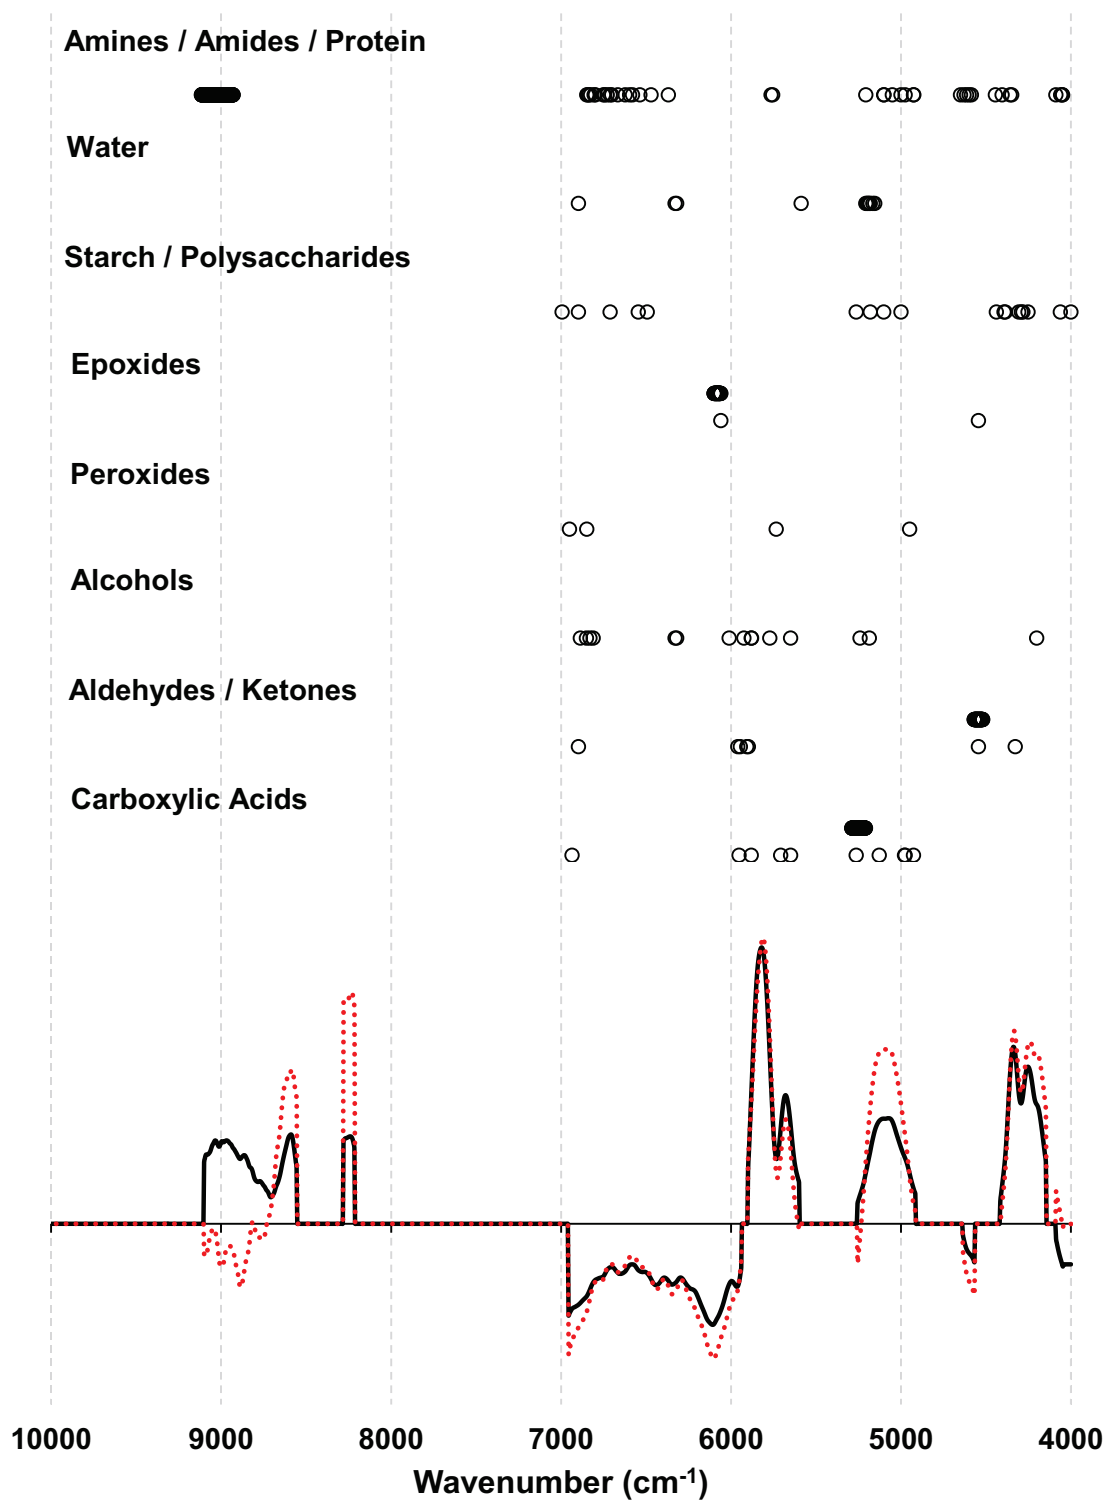 Amines / Amides / Protein
Water
Starch / Polysaccharides
Epoxides
Peroxides
Alcohols
Aldehydes / Ketones
Carboxylic Acids
10000 9000 8000 7000 6000 5000 4000
Wavenumber (cm⁻¹)